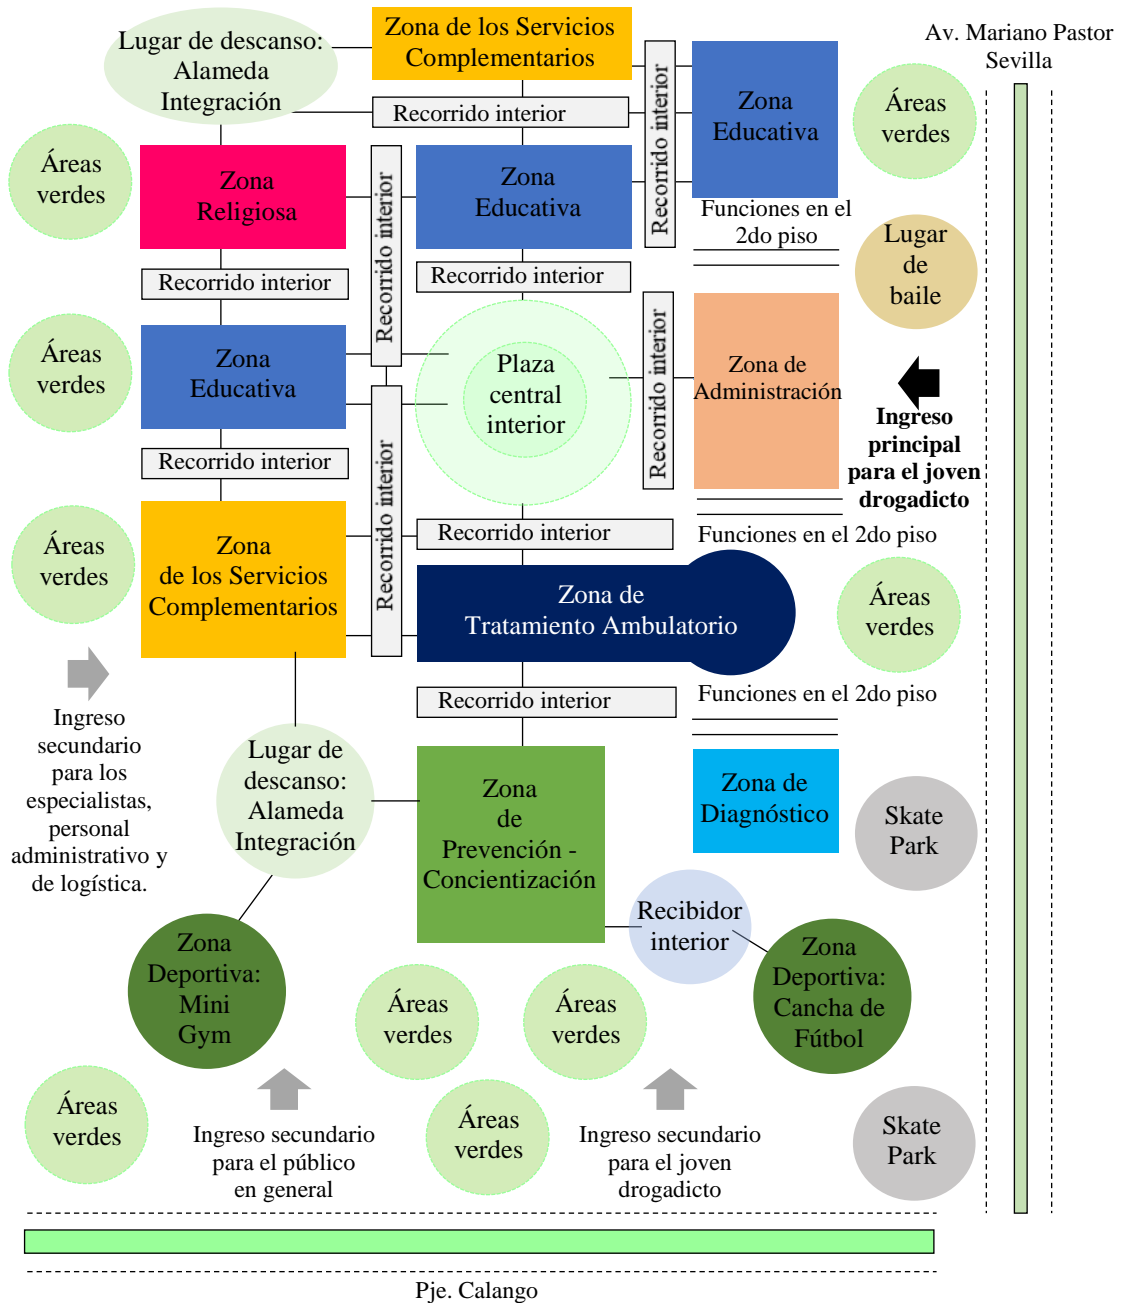 Lugar de descanso:
Alameda
Integración
Zona de los Servicios
Complementarios
Av. Mariano Pastor
Sevilla
Recorrido interior
Recorrido interior
Zona
Educativa
Áreas
verdes
Áreas
verdes
Zona
Religiosa
Recorrido interior
Zona
Educativa
Funciones en el
2do piso
Lugar
de
baile
Recorrido interior
Recorrido interior
Áreas
verdes
Zona
Educativa
Plaza
central
interior
Recorrido interior
Zona de
Administración
Ingreso
principal
para el joven
drogadicto
Recorrido interior
Recorrido interior
Recorrido interior
Funciones en el 2do piso
Áreas
verdes
Zona
de los Servicios
Complementarios
Zona de
Tratamiento Ambulatorio
Áreas
verdes
Recorrido interior
Funciones en el 2do piso
Ingreso
secundario
para los
especialistas,
personal
administrativo y
de logística.
Lugar de
descanso:
Alameda
Integración
Zona
de
Prevención -
Concientización
Zona de
Diagnóstico
Skate
Park
Recibidor
interior
Zona
Deportiva:
Mini
Gym
Zona
Deportiva:
Cancha de
Fútbol
Áreas
verdes
Áreas
verdes
Áreas
verdes
Áreas
verdes
Ingreso secundario
para el público
en general
Ingreso secundario
para el joven
drogadicto
Skate
Park
Pje. Calango